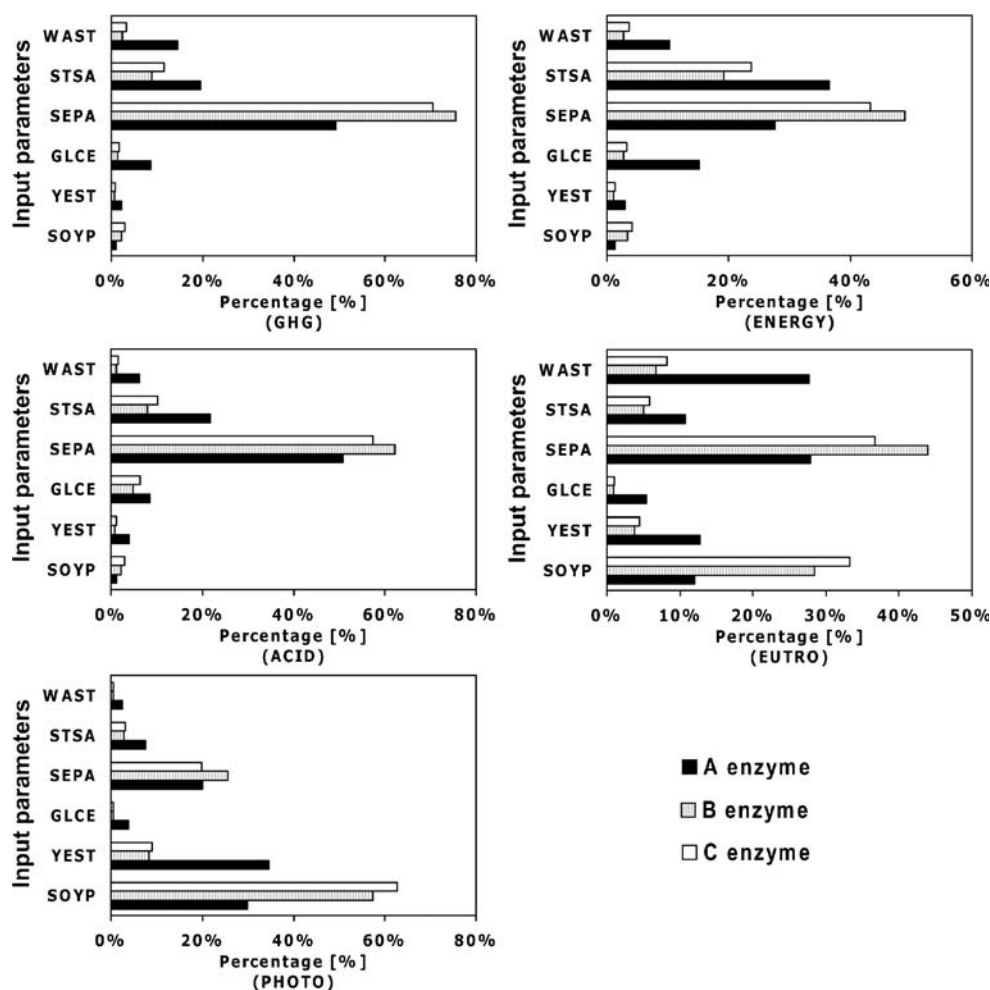 Input parameters
WAST
STSA
SEPA
GLCE
YEST
SOYP
0% 20% 40% 60% 80%
Percentage [%]
(GHG)
Input parameters
WAST
STSA
SEPA
GLCE
YEST
SOYP
0% 20% 40% 60%
Percentage [%]
(ENERGY)
Input parameters
WAST
STSA
SEPA
GLCE
YEST
SOYP
0% 20% 40% 60% 80%
Percentage [%]
(ACID)
Input parameters
WAST
STSA
SEPA
GLCE
YEST
SOYP
0% 10% 20% 30% 40% 50%
Percentage [%]
(EUTRO)
Input parameters
WAST
STSA
SEPA
GLCE
YEST
SOYP
0% 20% 40% 60% 80%
Percentage [%]
(PHOTO)
A enzyme
B enzyme
C enzyme